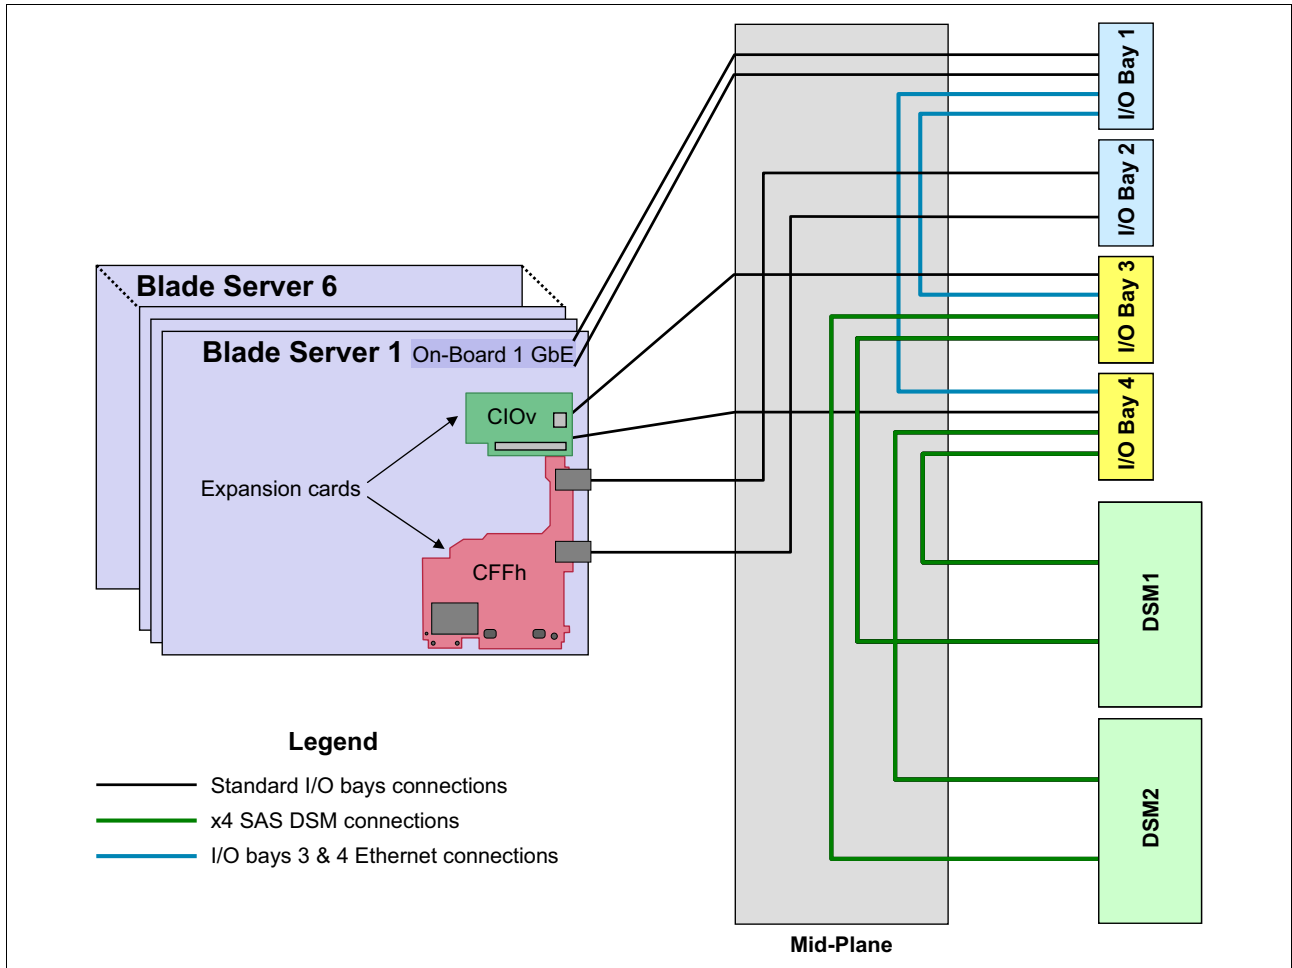 Blade Server 6
Blade Server 1
On-Board 1 GbE
CIOv
Expansion cards
CFFh
I/O Bay 1
I/O Bay 2
I/O Bay 3
I/O Bay 4
DSM1
DSM2
Mid-Plane
Legend
Standard I/O bays connections
x4 SAS DSM connections
I/O bays 3 & 4 Ethernet connections